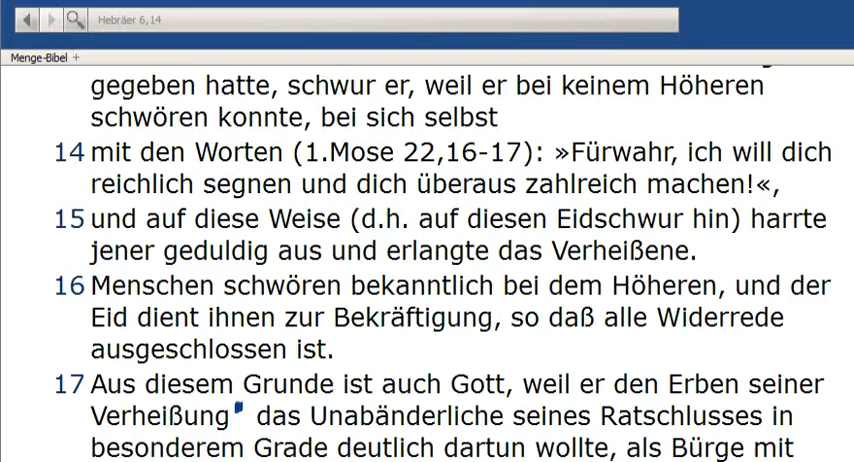 Hebräer 6,14
Menge-Bibel +
gegeben hatte, schwur er, weil er bei keinem Höheren
schwören konnte, bei sich selbst
14 mit den Worten (1.Mose 22,16-17): »Fürwahr, ich will dich
reichlich segnen und dich überaus zahlreich machen!«,
15 und auf diese Weise (d.h. auf diesen Eidschwur hin) harrte
jener geduldig aus und erlangte das Verheißene.
16 Menschen schwören bekanntlich bei dem Höheren, und der
Eid dient ihnen zur Bekräftigung, so daß alle Widerrede
ausgeschlossen ist.
17 Aus diesem Grunde ist auch Gott, weil er den Erben seiner
Verheißung das Unabänderliche seines Ratschlusses in
besonderem Grade deutlich dartun wollte, als Bürge mit